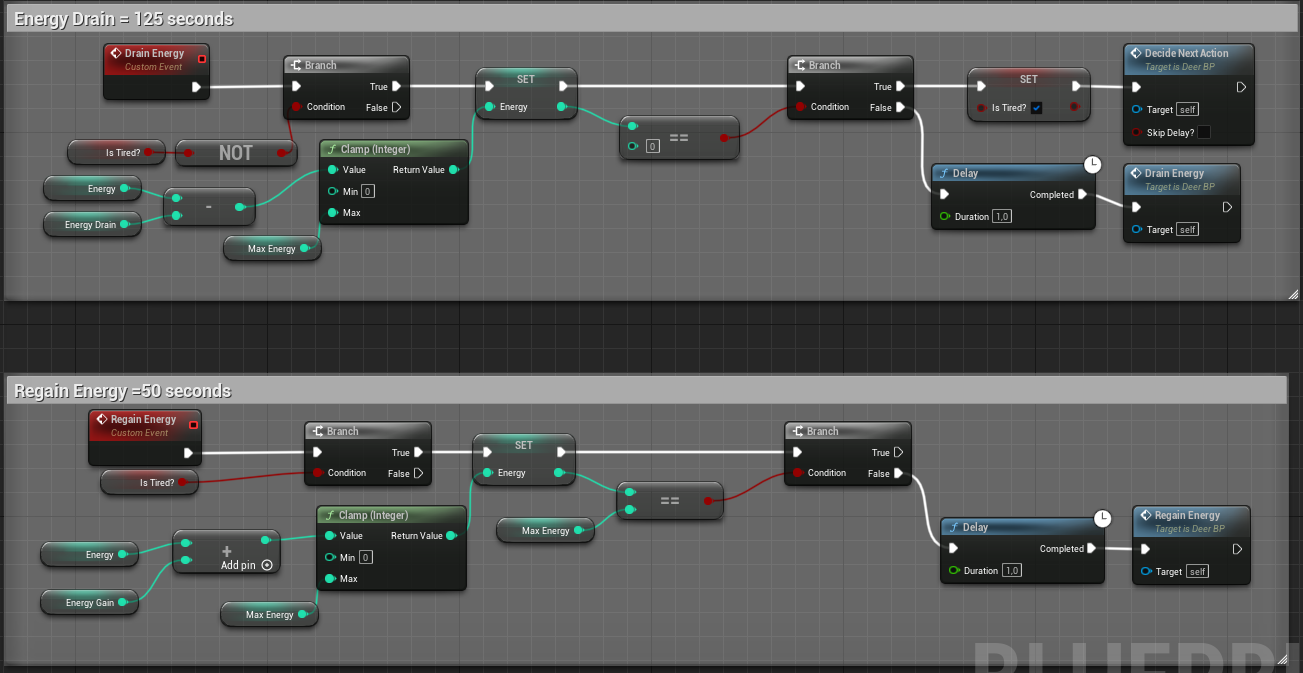 Energy Drain = 125 seconds
Drain Energy
Custom Event
Branch
True
Condition
False
SET
Energy
Branch
True
Condition
False
SET
Is Tired?
Decide Next Action
Target is Deer BP
Target
self
Skip Delay?
0
==
Is Tired?
NOT
Clamp (Integer)
Value
Return Value
Min
0
Max
Energy
-
Energy Drain
Max Energy
Delay
Completed
Duration
1,0
Drain Energy
Target is Deer BP
Target
self
Regain Energy =50 seconds
Regain Energy
Custom Event
Branch
True
Condition
False
Is Tired?
SET
Energy
==
Max Energy
Branch
True
Condition
False
Clamp (Integer)
Value
Return Value
Min
0
Max
Energy
+
Add pin
Energy Gain
Max Energy
Delay
Completed
Duration
1,0
Regain Energy
Target is Deer BP
Target
self